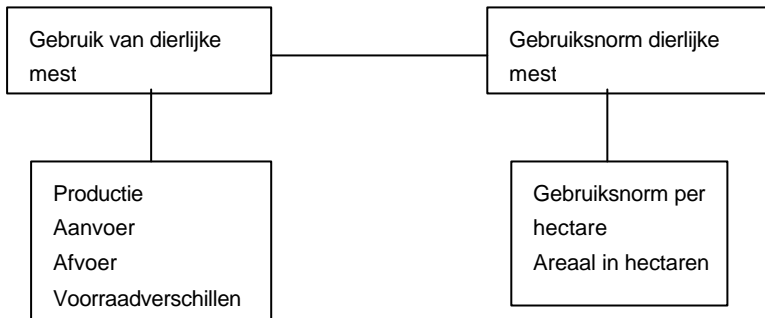 Gebruik van dierlijke
mest
Gebruiksnorm dierlijke
mest
Productie
Aanvoer
Afvoer
Voorraadverschillen
Gebruiksnorm per
hectare
Areaal in hectaren